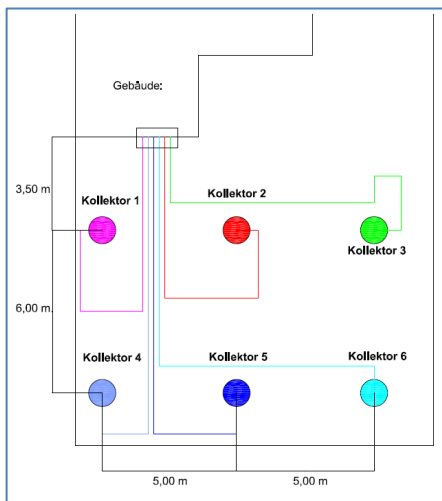 Gebäude:
3,50 m
Kollektor 1
Kollektor 2
Kollektor 3
6,00 m
Kollektor 4
Kollektor 5
Kollektor 6
5,00 m
5,00 m